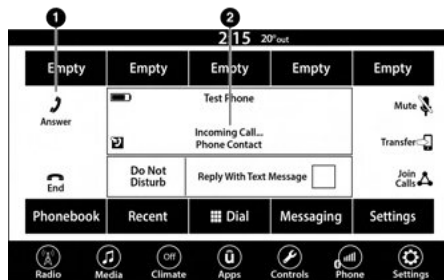 1 2
2 15 20°out
Empty Empty Empty Empty Empty
Answer
Test Phone
Mute
Incoming Call...
Phone Contact
Transfer
End
Do Not
Disturb
Reply With Text Message
Join
Calls
Phonebook Recent Dial Messaging Settings
Off
ū
Radio Media Climate Apps Controls Phone Settings